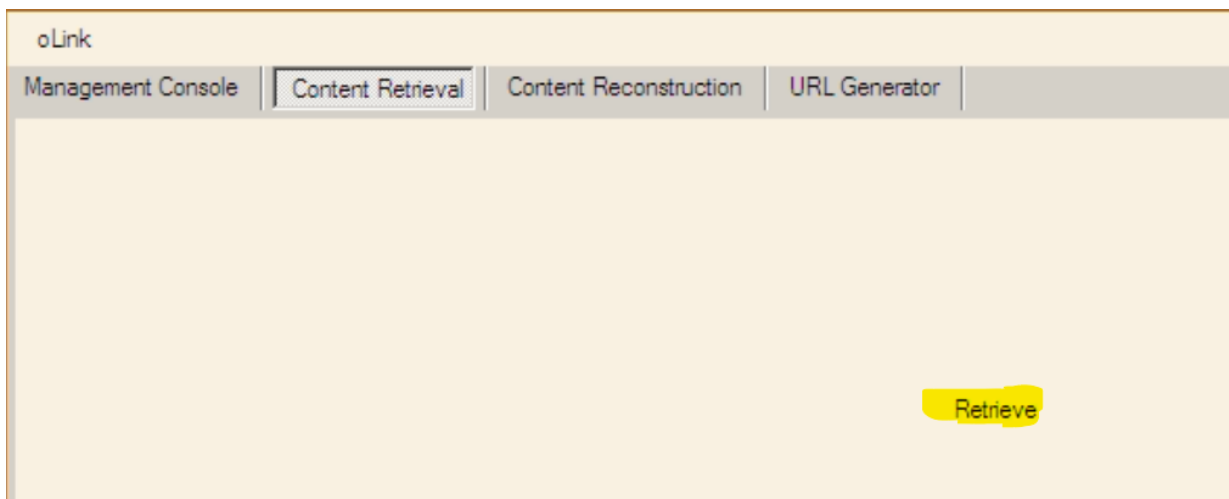 oLink
Management Console Content Retrieval Content Reconstruction URL Generator
Retrieve